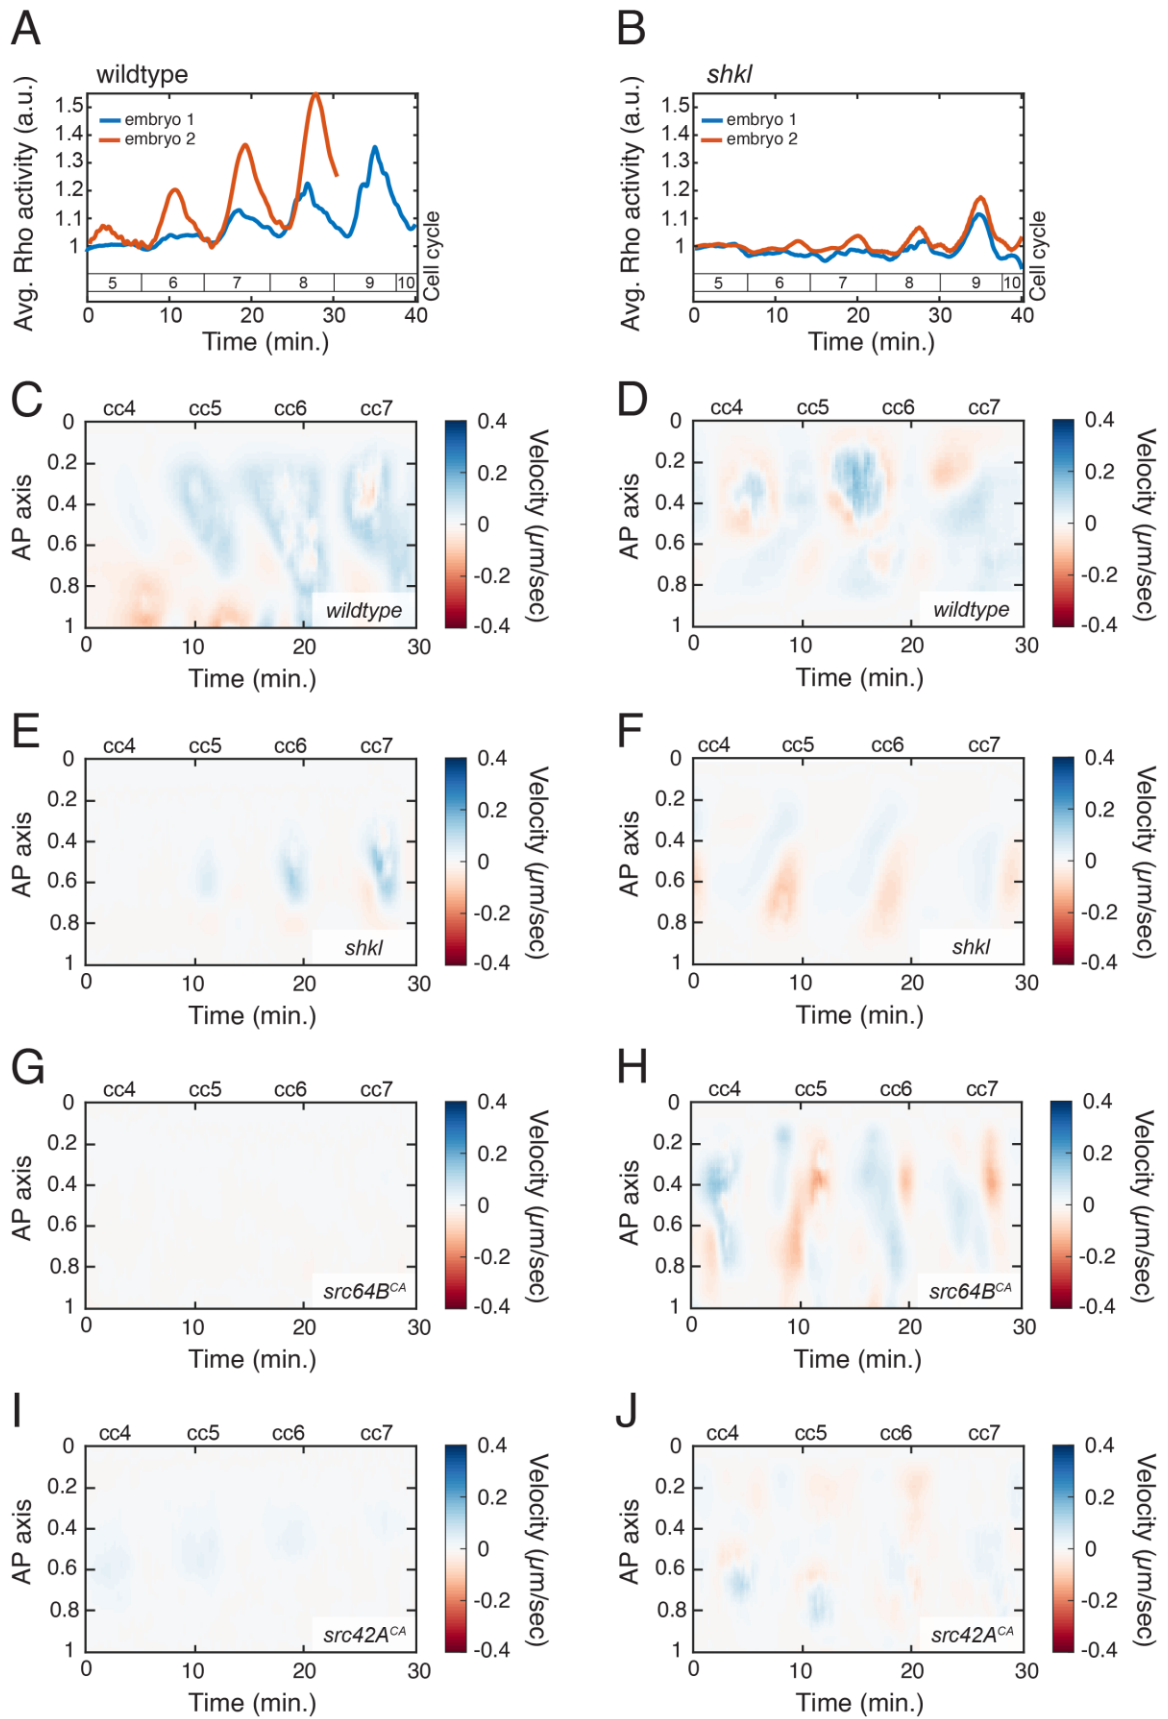 A
wildtype
Avg. Rho activity (a.u.)
1.5
1.4
1.3
1.2
1.1
1
embryo 1
embryo 2
5 6 7 8 9 10
Cell cycle
0 10 20 30 40
Time (min.)
B
shkl
Avg. Rho activity (a.u.)
1.5
1.4
1.3
1.2
1.1
1
embryo 1
embryo 2
5 6 7 8 9 10
Cell cycle
0 10 20 30 40
Time (min.)
C
cc4 cc5 cc6 cc7
AP axis
0
0.2
0.4
0.6
0.8
1
wildtype
0 10 20 30
Time (min.)
0.4
0.2
0
-0.2
-0.4
Velocity (µm/sec)
D
cc4 cc5 cc6 cc7
AP axis
0
0.2
0.4
0.6
0.8
1
wildtype
0 10 20 30
Time (min.)
0.4
0.2
0
-0.2
-0.4
Velocity (µm/sec)
E
cc4 cc5 cc6 cc7
AP axis
0
0.2
0.4
0.6
0.8
1
shkl
0 10 20 30
Time (min.)
0.4
0.2
0
-0.2
-0.4
Velocity (µm/sec)
F
cc4 cc5 cc6 cc7
AP axis
0
0.2
0.4
0.6
0.8
1
shkl
0 10 20 30
Time (min.)
0.4
0.2
0
-0.2
-0.4
Velocity (µm/sec)
G
cc4 cc5 cc6 cc7
AP axis
0
0.2
0.4
0.6
0.8
1
src64B^CA
0 10 20 30
Time (min.)
0.4
0.2
0
-0.2
-0.4
Velocity (µm/sec)
H
cc4 cc5 cc6 cc7
AP axis
0
0.2
0.4
0.6
0.8
1
src64B^CA
0 10 20 30
Time (min.)
0.4
0.2
0
-0.2
-0.4
Velocity (µm/sec)
I
cc4 cc5 cc6 cc7
AP axis
0
0.2
0.4
0.6
0.8
1
src42A^CA
0 10 20 30
Time (min.)
0.4
0.2
0
-0.2
-0.4
Velocity (µm/sec)
J
cc4 cc5 cc6 cc7
AP axis
0
0.2
0.4
0.6
0.8
1
src42A^CA
0 10 20 30
Time (min.)
0.4
0.2
0
-0.2
-0.4
Velocity (µm/sec)